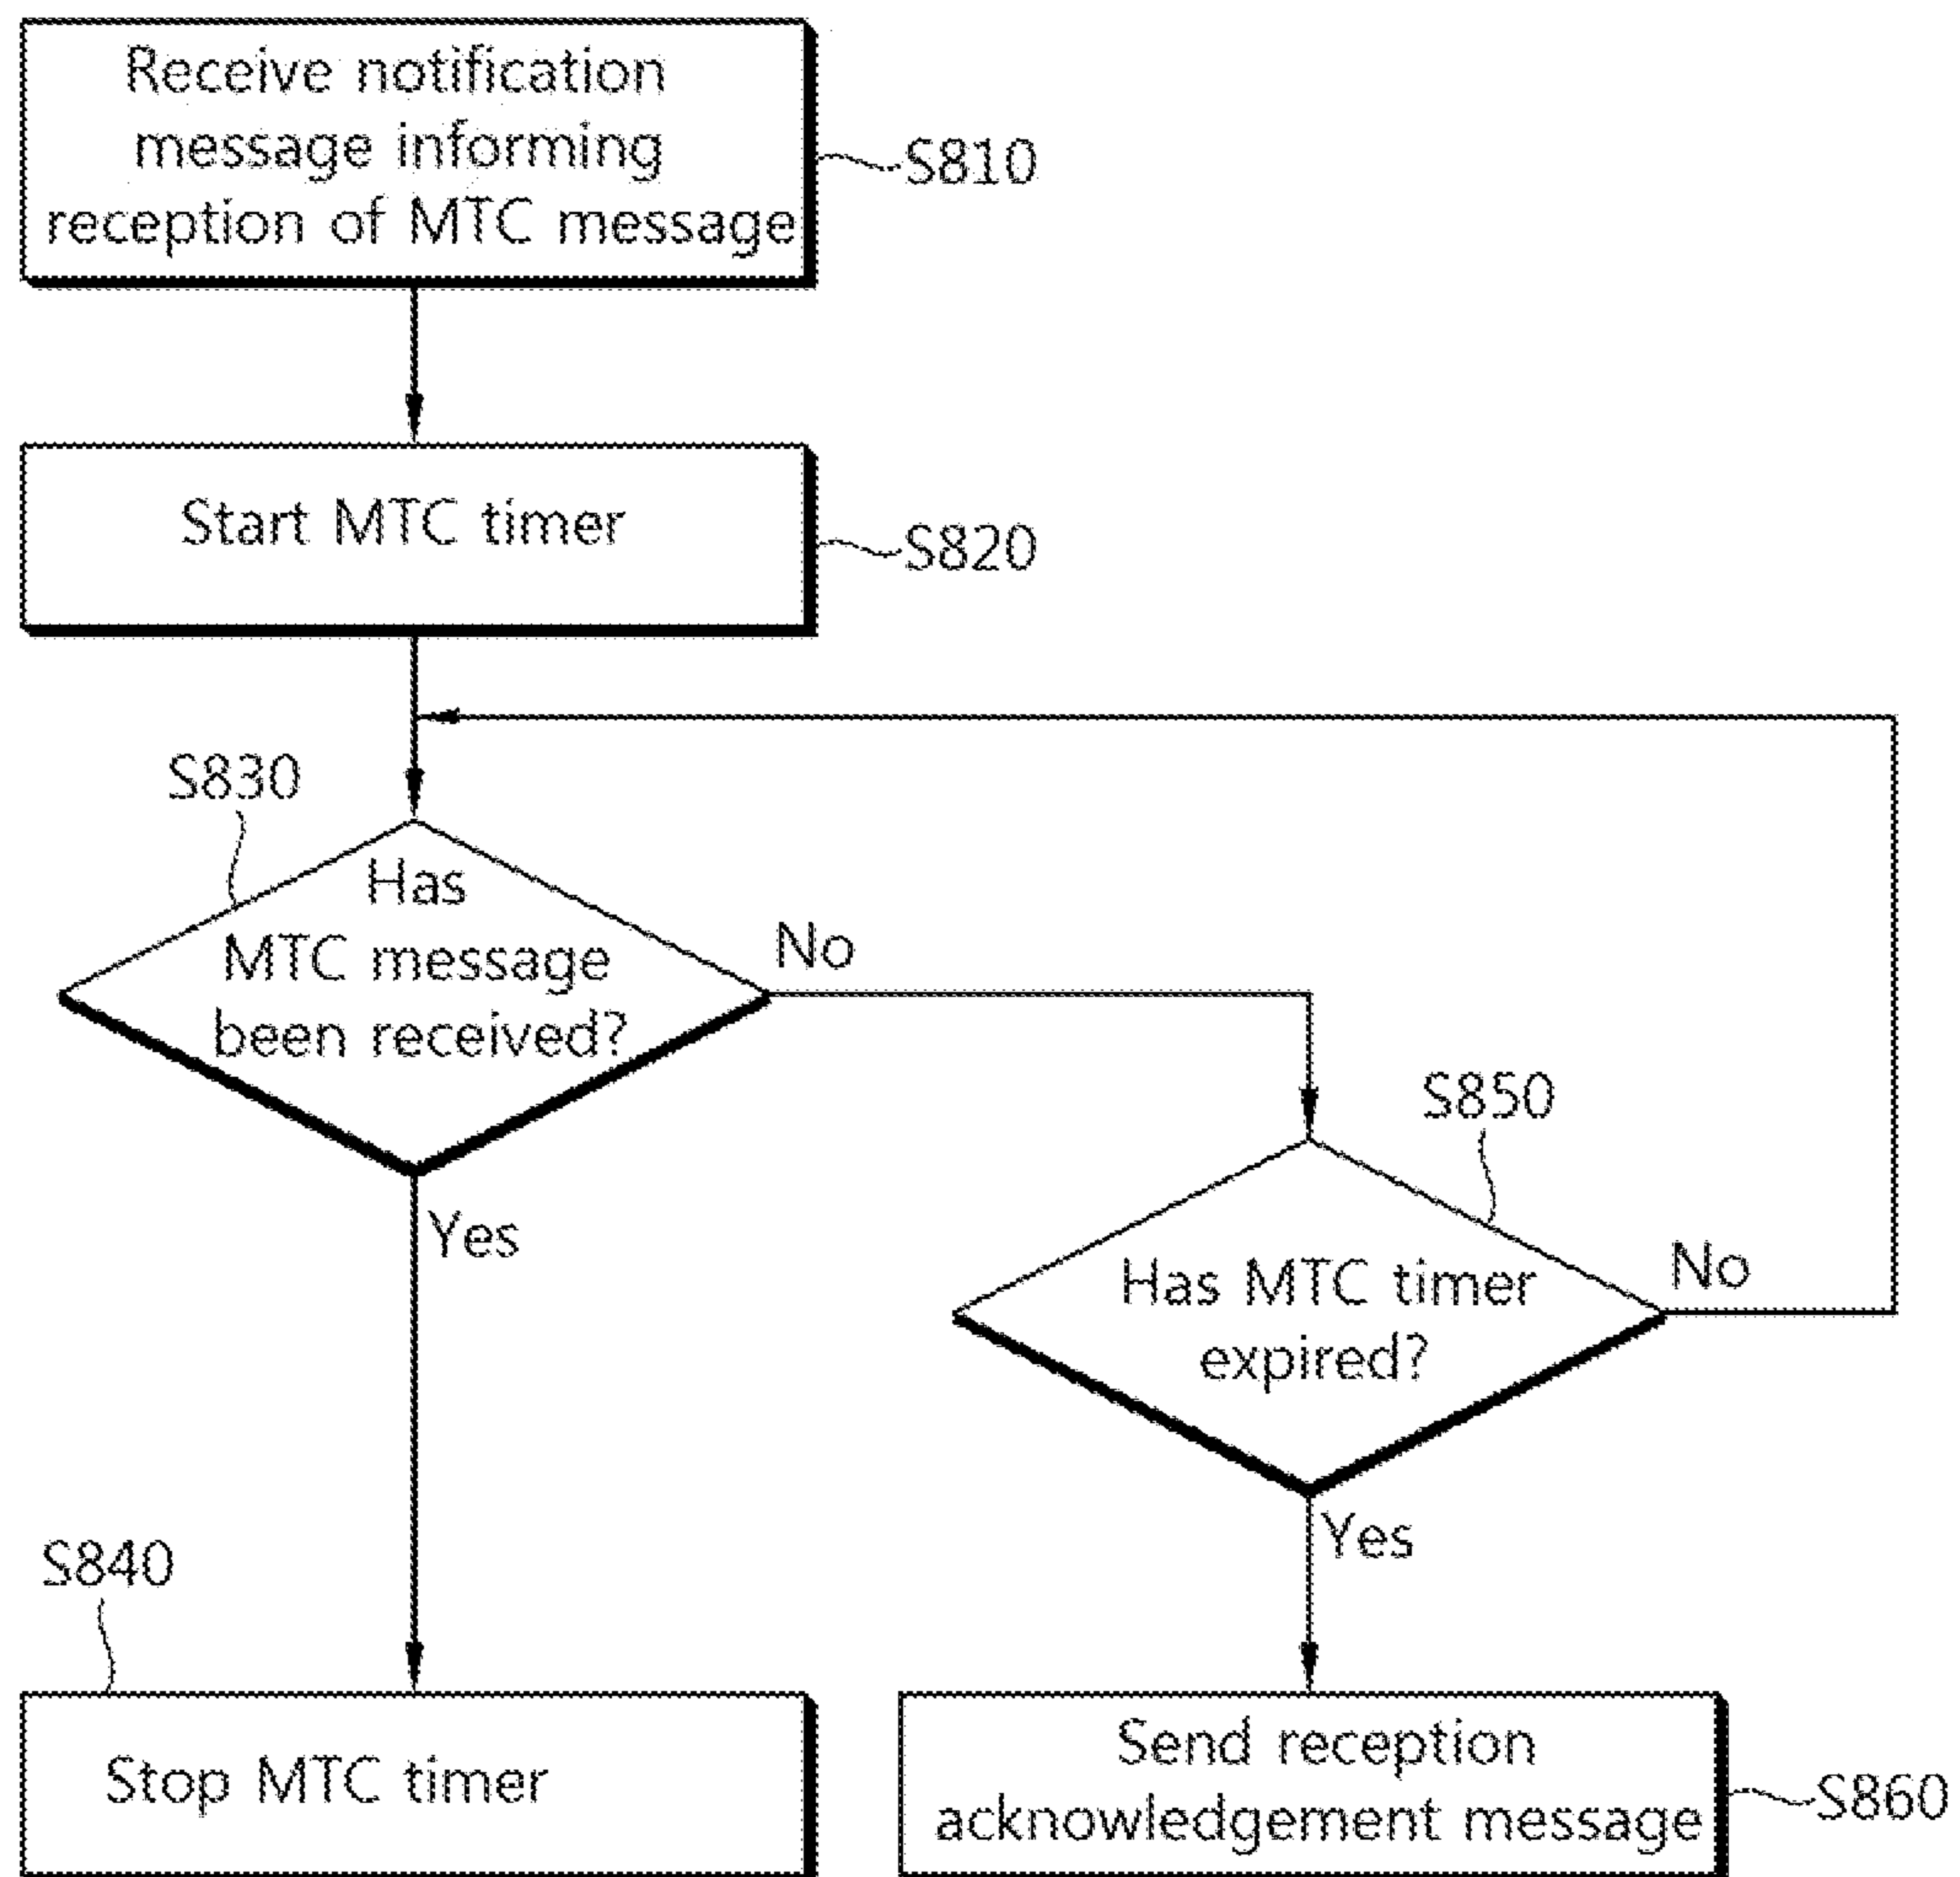 Receive notification
message informing
reception of MTC message
S810
Start MTC timer
S820
S830
Has
MTC message
been received?
No
Yes
S850
Has MTC timer
expired?
No
Yes
S840
Stop MTC timer
Send reception
acknowledgement message
S860